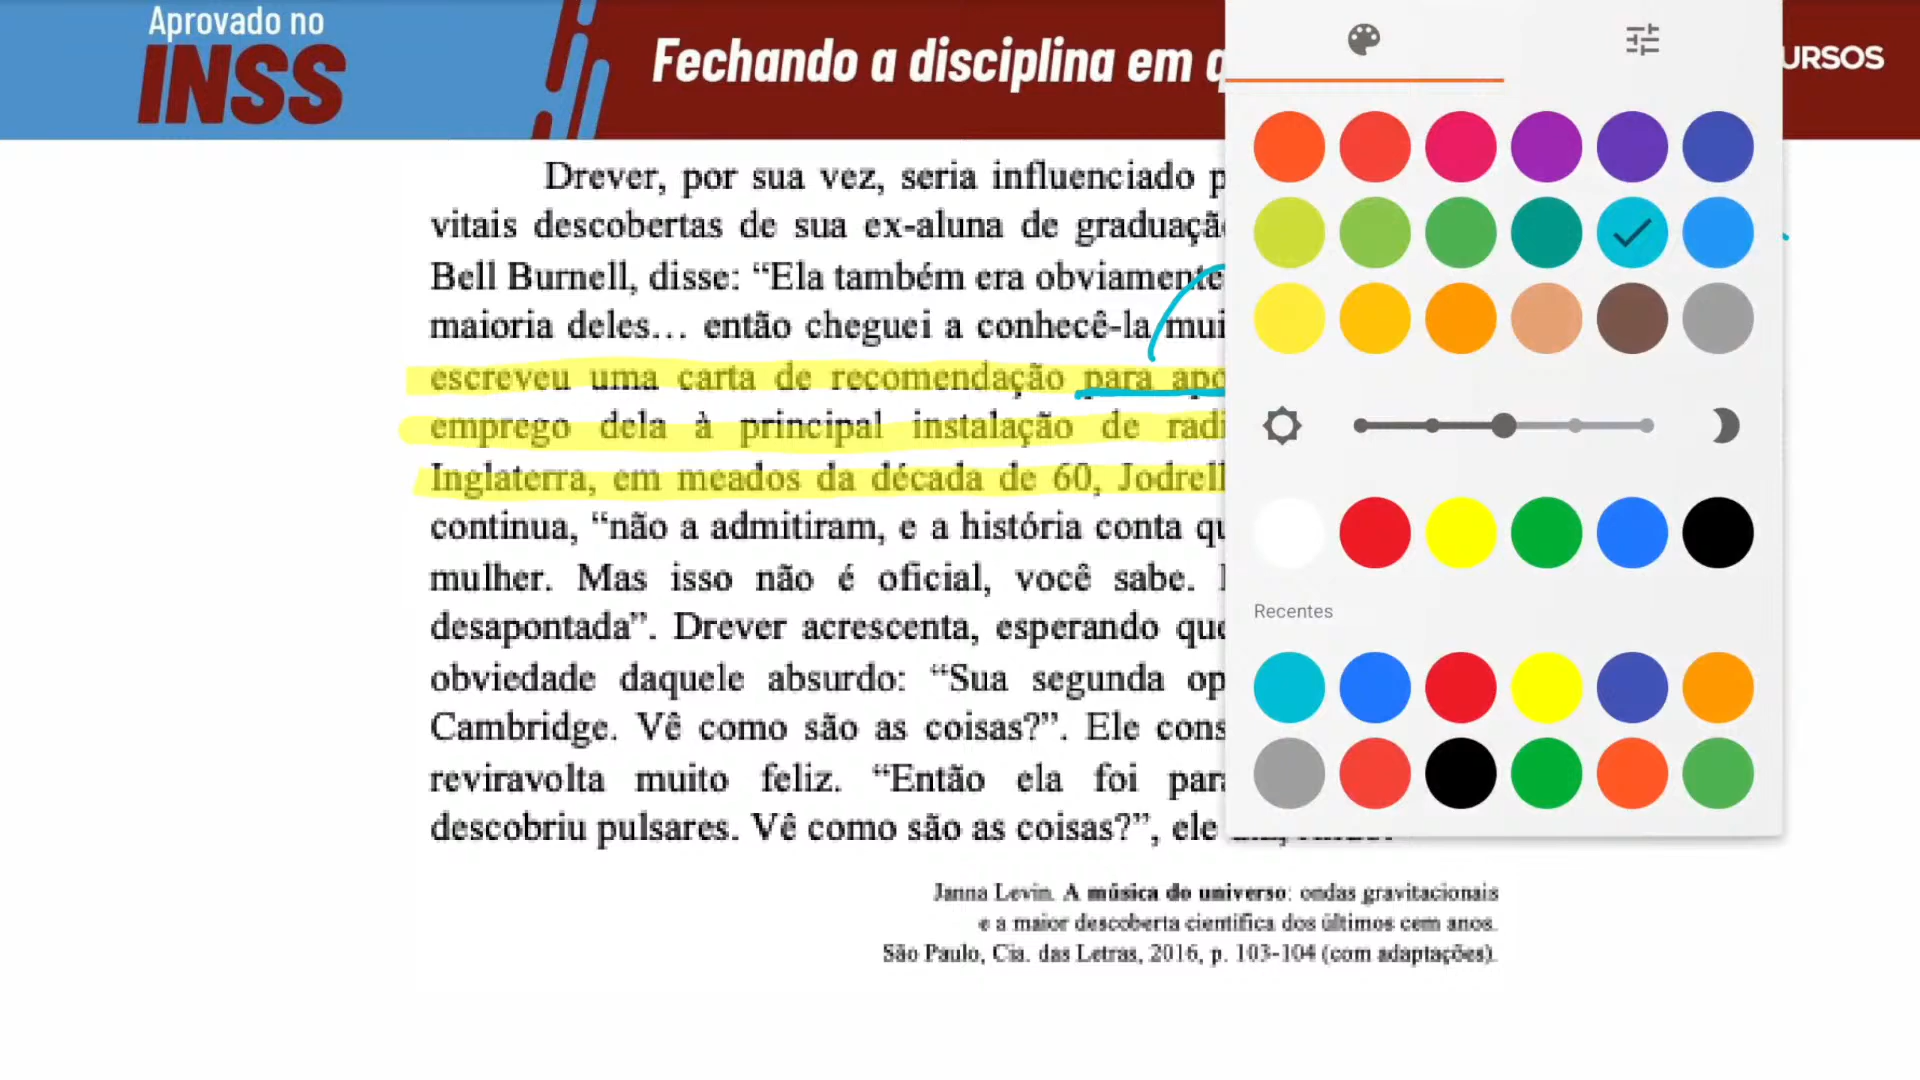 Aprovado no
INSS
Fechando a disciplina em
URSOS
Drever, por sua vez, seria influenciado
vitais descobertas de sua ex-aluna de graduação
Bell Burnell, disse: “Ela também era obviamente
maioria deles… então cheguei a conhecê-la
escreveu uma carta de recomendação para
emprego dela à principal instalação de
Inglaterra, em meados da década de 60, Jodrell
continua, “não a admitiram, e a história conta
mulher. Mas isso não é oficial, você sabe.
desapontada”. Drever acrescenta, esperando
obviedade daquele absurdo: “Sua segunda
Cambridge. Vê como são as coisas?”. Ele
reviravolta muito feliz. “Então ela foi
descobriu pulsares. Vê como são as coisas?”, ele
Janna Levin. A música do universo: ondas gravitacionais
e a maior descoberta científica dos últimos cem anos.
São Paulo, Cia. das Letras, 2016, p. 103-104 (com adaptações).
Recentes